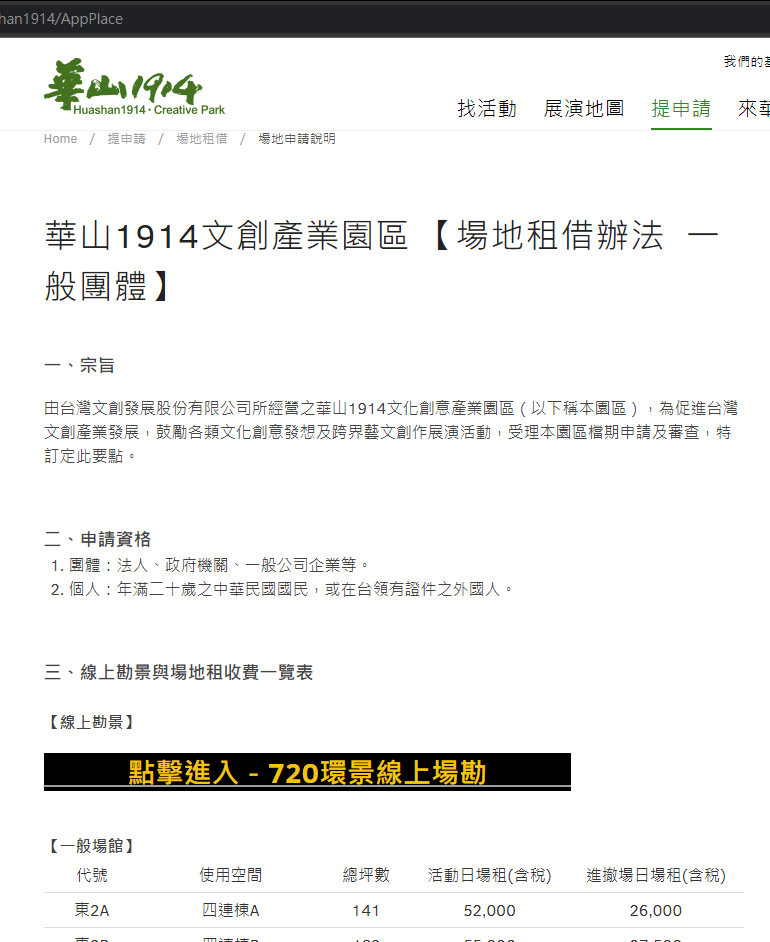 han1914/AppPlace
我們的
華山1914
Huashan1914·Creative Park
找活動 展演地圖 提申請 來華
Home / 提申請 / 場地租借 / 場地申請說明
華山1914文創產業園區 【場地租借辦法 一
般團體】
一、宗旨
由台灣文創發展股份有限公司所經營之華山1914文化創意產業園區（以下稱本園區），為促進台灣
文創產業發展，鼓勵各類文化創意發想及跨界藝文創作展演活動，受理本園區檔期申請及審查，特
訂定此要點。
二、申請資格
1. 團體：法人、政府機關、一般公司企業等。
2. 個人：年滿二十歲之中華民國國民，或在台領有證件之外國人。
三、線上勘景與場地租收費一覽表
【線上勘景】
點擊進入 - 720環景線上場勘
【一般場館】
代號 使用空間 總坪數 活動日場租(含稅) 進撤場日場租(含稅)
東2A 四連棟A 141 52,000 26,000